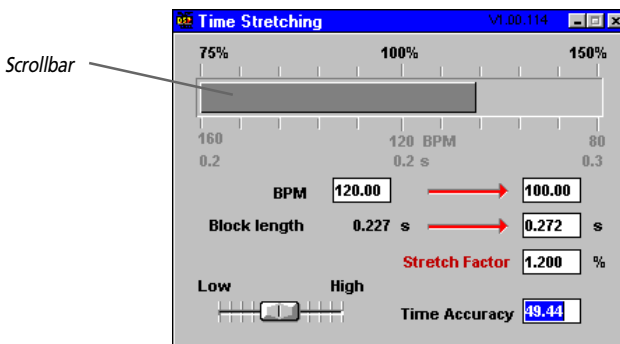 Time Stretching V1.00.114
75% 100% 150%
Scrollbar
160 120 BPM 80
0.2 0.2 s 0.3
BPM 120.00 100.00
Block length 0.227 s 0.272 s
Stretch Factor 1.200 %
Low High
Time Accuracy 49.44